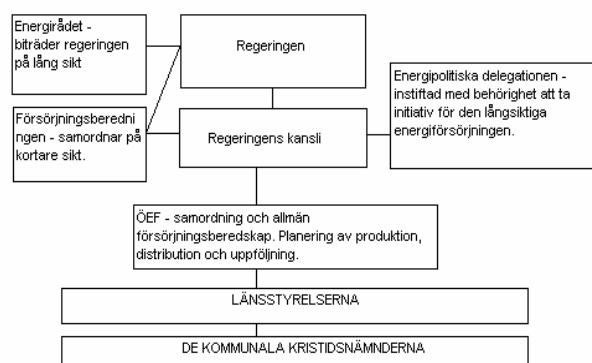 Energirådet -
biträder regeringen
på lång sikt
Regeringen
Energipolitiska delegationen -
instiftad med behörighet att ta
initiativ för den långsiktiga
energiförsörjningen.
Försörjningsberedni
ngen - samordnar på
kortare sikt.
Regeringens kansli
ÖEF - samordning och allmän
försörjningsberedskap. Planering av produktion,
distribution och uppföljning.
LÄNSSTYRELSERNA
DE KOMMUNALA KRISTIDSNÄMNDERNA